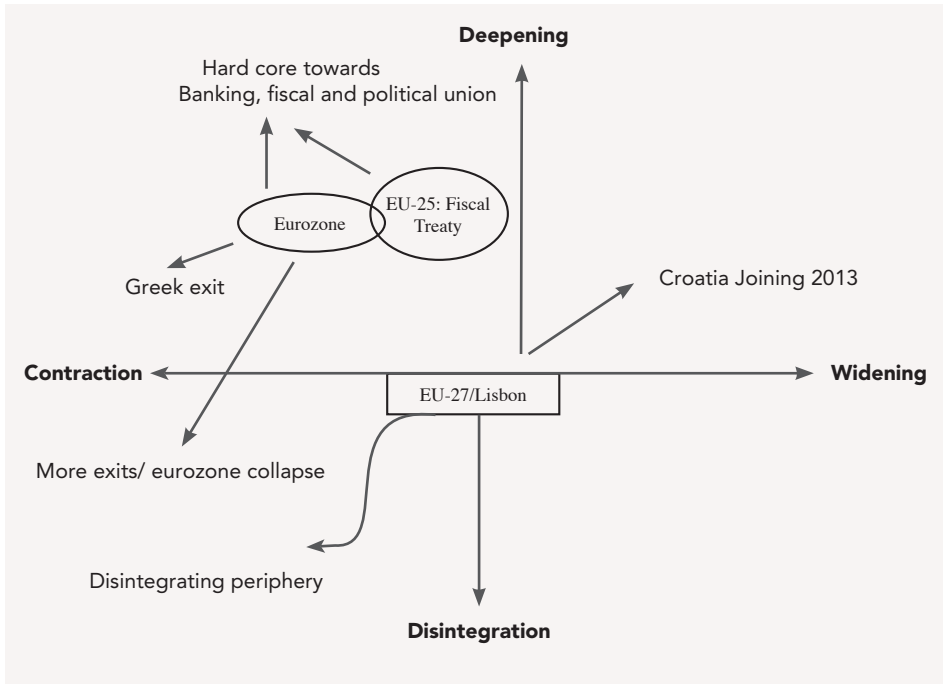 Deepening
Hard core towards
Banking, fiscal and political union
EU-25: Fiscal
Treaty
Eurozone
Greek exit
Croatia Joining 2013
Contraction
Widening
EU-27/Lisbon
More exits/ eurozone collapse
Disintegrating periphery
Disintegration